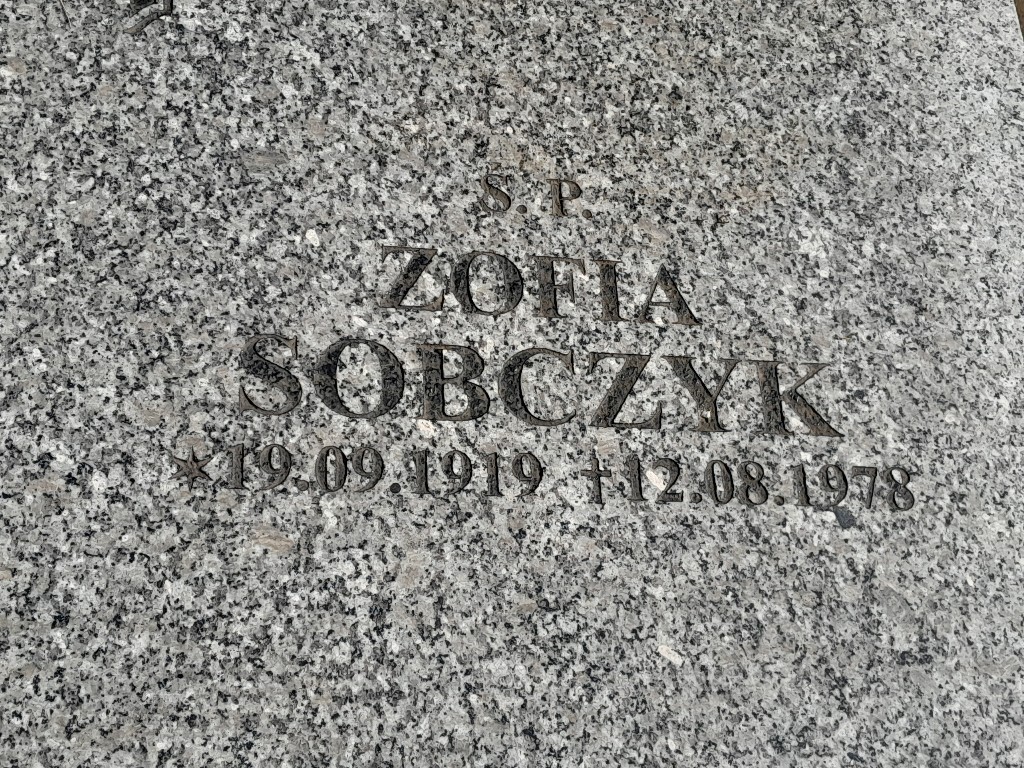 S. P.
ZOFIA
SOBCZYK
★19.09.1919 †12.08.1978